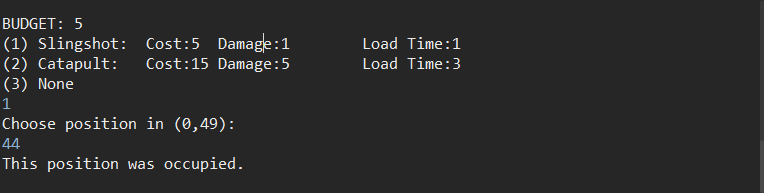 BUDGET: 5
(1) Slingshot:  Cost:5  Damage:1        Load Time:1
(2) Catapult:   Cost:15 Damage:5        Load Time:3
(3) None
1
Choose position in (0,49):
44
This position was occupied.